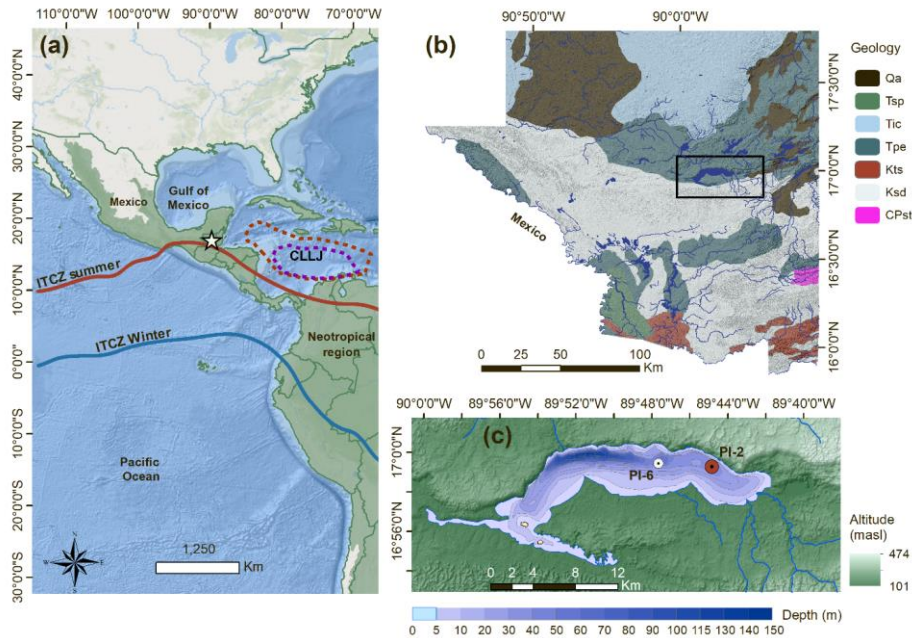 110°0'0"W
100°0'0"W
90°0'0"W
80°0'0"W
70°0'0"W
(a)
40°0'0"N
30°0'0"N
20°0'0"N
10°0'0"N
0°0'0"
10°0'0"S
20°0'0"S
30°0'0"S
Mexico
Gulf of
Mexico
CLLJ
ITCZ summer
ITCZ Winter
Neotropical
region
Pacific
Ocean
N
W
E
S
1,250
Km
90°50'0"W
90°0'0"W
(b)
17°30'0"N
17°0'0"N
16°30'0"N
16°0'0"N
Mexico
0 25 50 100
Km
Geology
Qa
Tsp
Tic
Tpe
Kts
Ksd
CPst
90°0'0"W
89°56'0"W
89°52'0"W
89°48'0"W
89°44'0"W
89°40'0"W
(c)
17°0'0"N
16°56'0"N
PI-6
PI-2
0 2 4 8 12
Km
Altitude
(masl)
474
101
Depth (m)
0 5 10 20 30 50 60 70 80 90 100 110 130 140 150